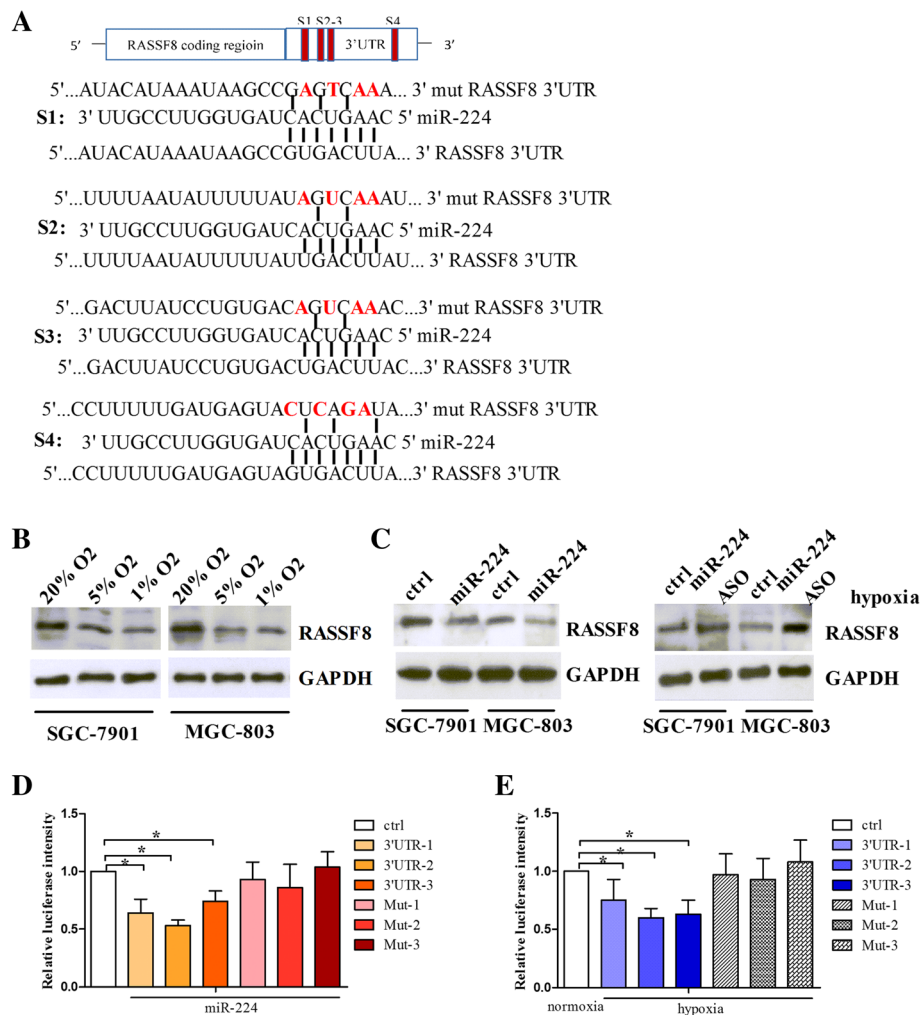 A
S1 S2-3 S4
5' RASSF8 coding regioin 3'UTR 3'
5'...AUACAUAAAUAAGCCGAGTCAAA... 3' mut RASSF8 3'UTR
S1: 3' UUGCCUUGGUGAUCACUGAAC 5' miR-224
5'...AUACAUAAAUAAGCCGUGACUUA... 3' RASSF8 3'UTR
5'...UUUUAAUAUUUUUAUAGUCAAAU... 3' mut RASSF8 3'UTR
S2: 3' UUGCCUUGGUGAUCACUGAAC 5' miR-224
5'...UUUUAAUAUUUUUAUUGACUUAU... 3' RASSF8 3'UTR
5'...GACUUAUCCUGUGACAGUCAAAC...3' mut RASSF8 3'UTR
S3: 3' UUGCCUUGGUGAUCACUGAAC 5' miR-224
5'...GACUUAUCCUGUGACUGACUUAC...3' RASSF8 3'UTR
5'...CCUUUUUGAUGAGUACUCAGAUA...3' mut RASSF8 3'UTR
S4: 3' UUGCCUUGGUGAUCACUGAAC 5' miR-224
5'...CCUUUUUGAUGAGUAGUGACUUA...3' RASSF8 3'UTR
B
20% O2 5% O2 1% O2 20% O2 5% O2 1% O2
RASSF8
GAPDH
SGC-7901 MGC-803
C
ctrl miR-224 ctrl miR-224
RASSF8
GAPDH
SGC-7901 MGC-803
ctrl miR-224 ASO ctrl miR-224 ASO hypoxia
RASSF8
GAPDH
SGC-7901 MGC-803
D
Relative luciferase intensity
1.5
1.0
0.5
0.0
* * *
miR-224
ctrl
3'UTR-1
3'UTR-2
3'UTR-3
Mut-1
Mut-2
Mut-3
E
Relative luciferase intensity
1.5
1.0
0.5
0.0
* * *
normoxia hypoxia
ctrl
3'UTR-1
3'UTR-2
3'UTR-3
Mut-1
Mut-2
Mut-3